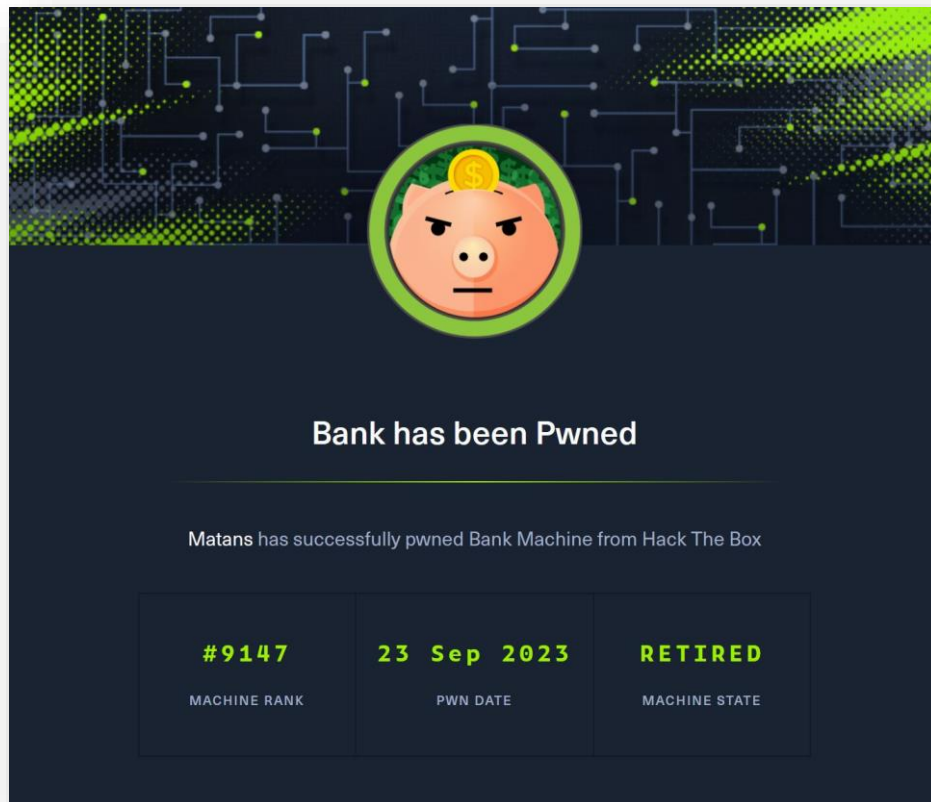 $
Bank has been Pwned
Matans has successfully pwned Bank Machine from Hack The Box
#9147 23 Sep 2023 RETIRED
MACHINE RANK PWN DATE MACHINE STATE